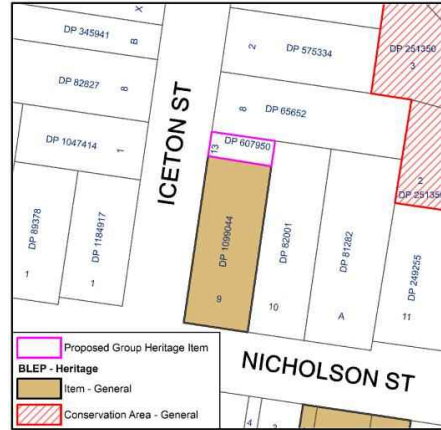 X
DP 345941 B
2 DP 575334
DP 251350
3
DP 82827 8
8 DP 65652
DP 1047414 1
13 DP 607950
ICETON ST
2
DP 251350
DP 89378
1
DP 1184917
1
DP 1099044
9
DP 82001
10
DP 81282
A
DP 249255
11
NICHOLSON ST
4
3
Proposed Group Heritage Item
BLEP - Heritage
Item - General
Conservation Area - General